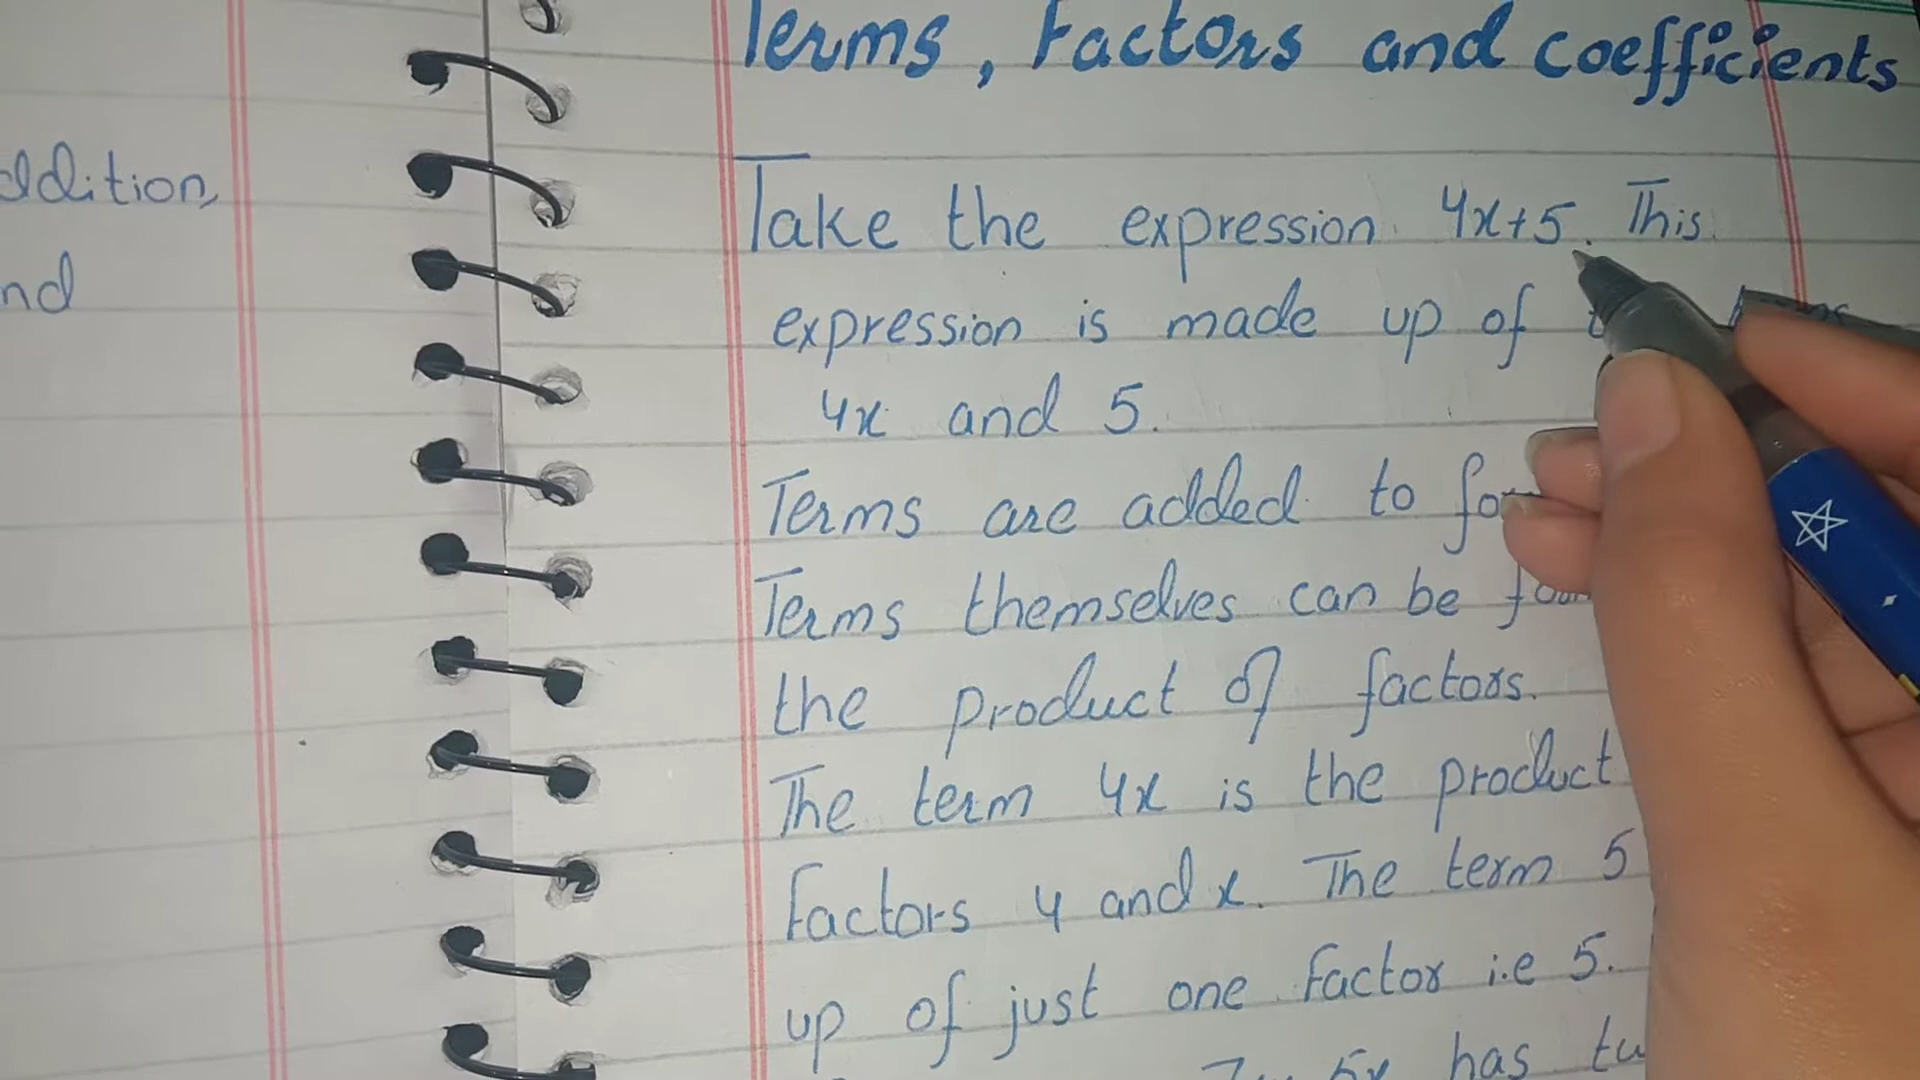 ddition,
nd
Terms, Factors and coefficients
Take the expression 4x+5. This
expression is made up of
4x and 5.
Terms are added to
Terms themselves can be
the product of factors.
The term 4x is the product
Factors 4 and x. The term 5
up of just one factor i.e 5.
has